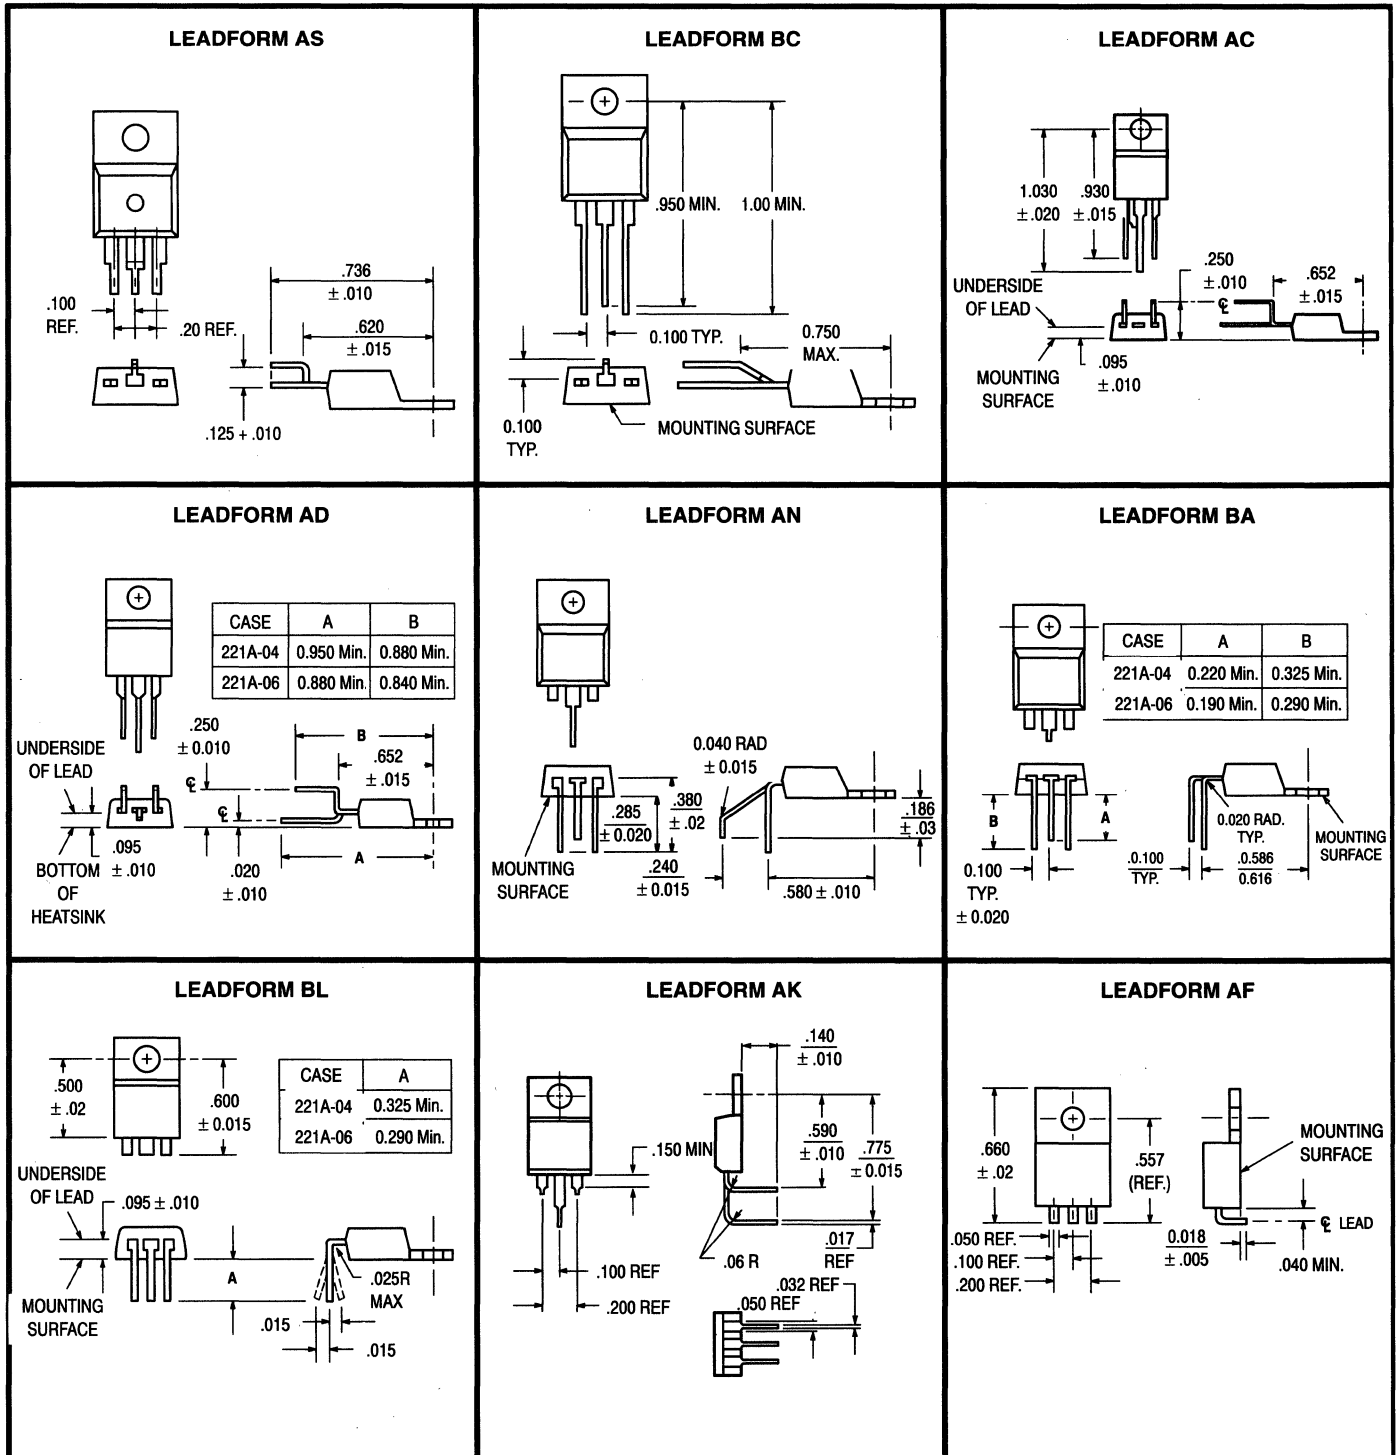 LEADFORM AS
.100
REF.
.20 REF.
.736
± .010
.620
± .015
.125 + .010
LEADFORM BC
.950 MIN.
1.00 MIN.
0.100 TYP.
0.750
MAX.
0.100
TYP.
MOUNTING SURFACE
LEADFORM AC
1.030
± .020
.930
± .015
.250
± .010
.652
± .015
UNDERSIDE
OF LEAD
℄
MOUNTING
SURFACE
.095
± .010
LEADFORM AD
CASE A B
221A-04 0.950 Min. 0.880 Min.
221A-06 0.880 Min. 0.840 Min.
.250
± 0.010
B
.652
± .015
UNDERSIDE
OF LEAD
℄
℄
A
.095
± .010
.020
± .010
BOTTOM
OF
HEATSINK
LEADFORM AN
0.040 RAD
± 0.015
.285
± 0.020
.380
± .02
.186
± .03
MOUNTING
SURFACE
.240
± 0.015
.580 ± .010
LEADFORM BA
CASE A B
221A-04 0.220 Min. 0.325 Min.
221A-06 0.190 Min. 0.290 Min.
B
A
0.020 RAD.
TYP.
MOUNTING
SURFACE
0.100
TYP.
± 0.020
.0.100
TYP.
.0.586
0.616
LEADFORM BL
.500
± .02
.600
± 0.015
CASE A
221A-04 0.325 Min.
221A-06 0.290 Min.
UNDERSIDE
OF LEAD
.095 ± .010
A
.025R
MAX
MOUNTING
SURFACE
.015
.015
LEADFORM AK
.140
± .010
.150 MIN
.590
± .010
.775
± 0.015
.06 R
.017
REF
.100 REF
.200 REF
.032 REF
.050 REF
LEADFORM AF
.660
± .02
.557
(REF.)
MOUNTING
SURFACE
℄ LEAD
.050 REF.
.100 REF.
.200 REF.
0.018
± .005
.040 MIN.